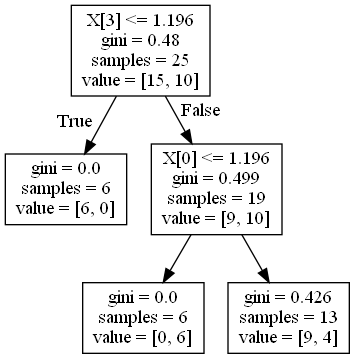 X[3] <= 1.196
gini = 0.48
samples = 25
value = [15, 10]
True
False
gini = 0.0
samples = 6
value = [6, 0]
X[0] <= 1.196
gini = 0.499
samples = 19
value = [9, 10]
gini = 0.0
samples = 6
value = [0, 6]
gini = 0.426
samples = 13
value = [9, 4]